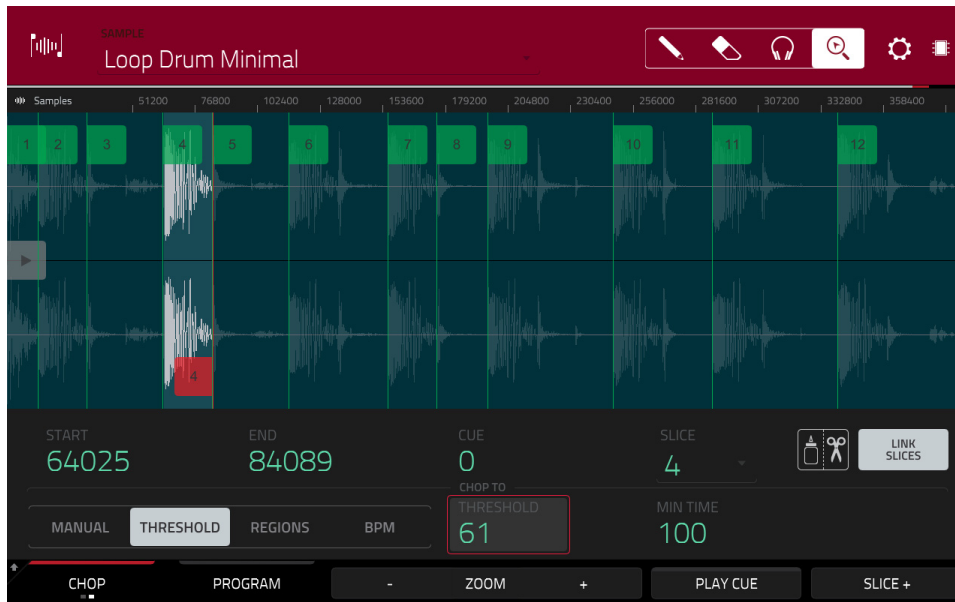 SAMPLE
Loop Drum Minimal
Samples 51200 76800 102400 128000 153600 179200 204800 230400 256000 281600 307200 332800 358400
1 2 3 4 5 6 7 8 9 10 11 12
4
START END CUE SLICE
64025 84089 0 4 LINK SLICES
CHOP TO
MANUAL THRESHOLD REGIONS BPM THRESHOLD 61 MIN TIME 100
CHOP PROGRAM - ZOOM + PLAY CUE SLICE +